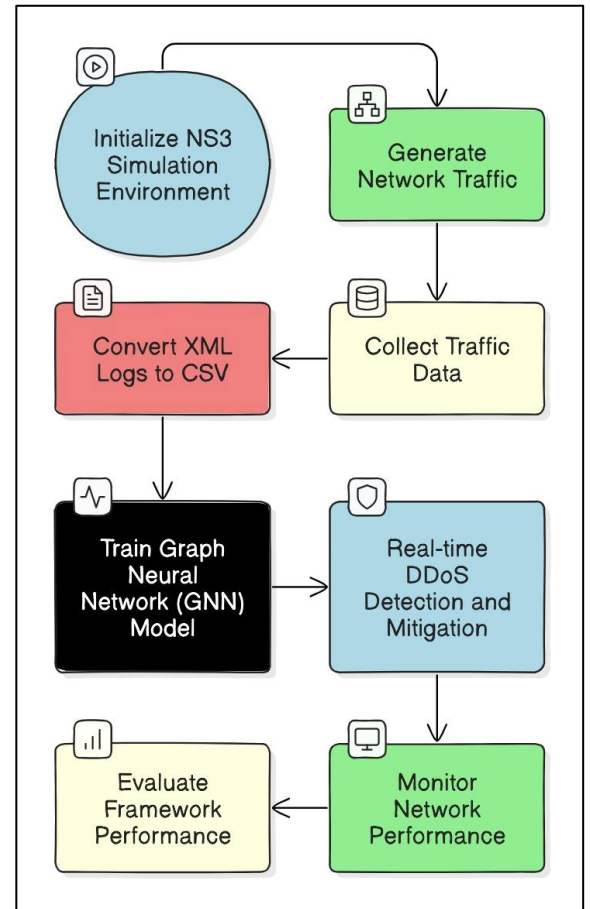 Initialize NS3
Simulation
Environment
Generate
Network Traffic
Collect Traffic
Data
Convert XML
Logs to CSV
Train Graph
Neural
Network (GNN)
Model
Real-time
DDoS
Detection and
Mitigation
Monitor
Network
Performance
Evaluate
Framework
Performance